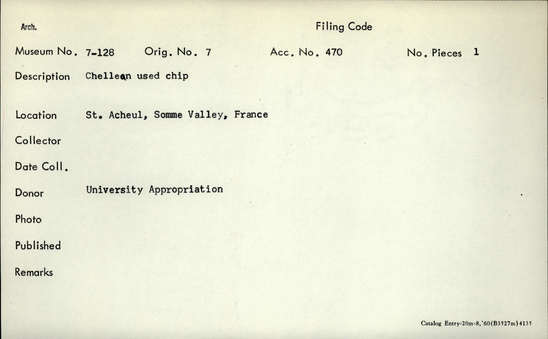 Arch. Filing Code
Museum No. 7-128 Orig. No. 7 Acc. No. 470 No. Pieces 1
Description Chellean used chip
Location St. Acheul, Somme Valley, France
Collector
Date Coll.
Donor University Appropriation
Photo
Published
Remarks
Catalog Entry-20m-8,'60(B3927m)4139